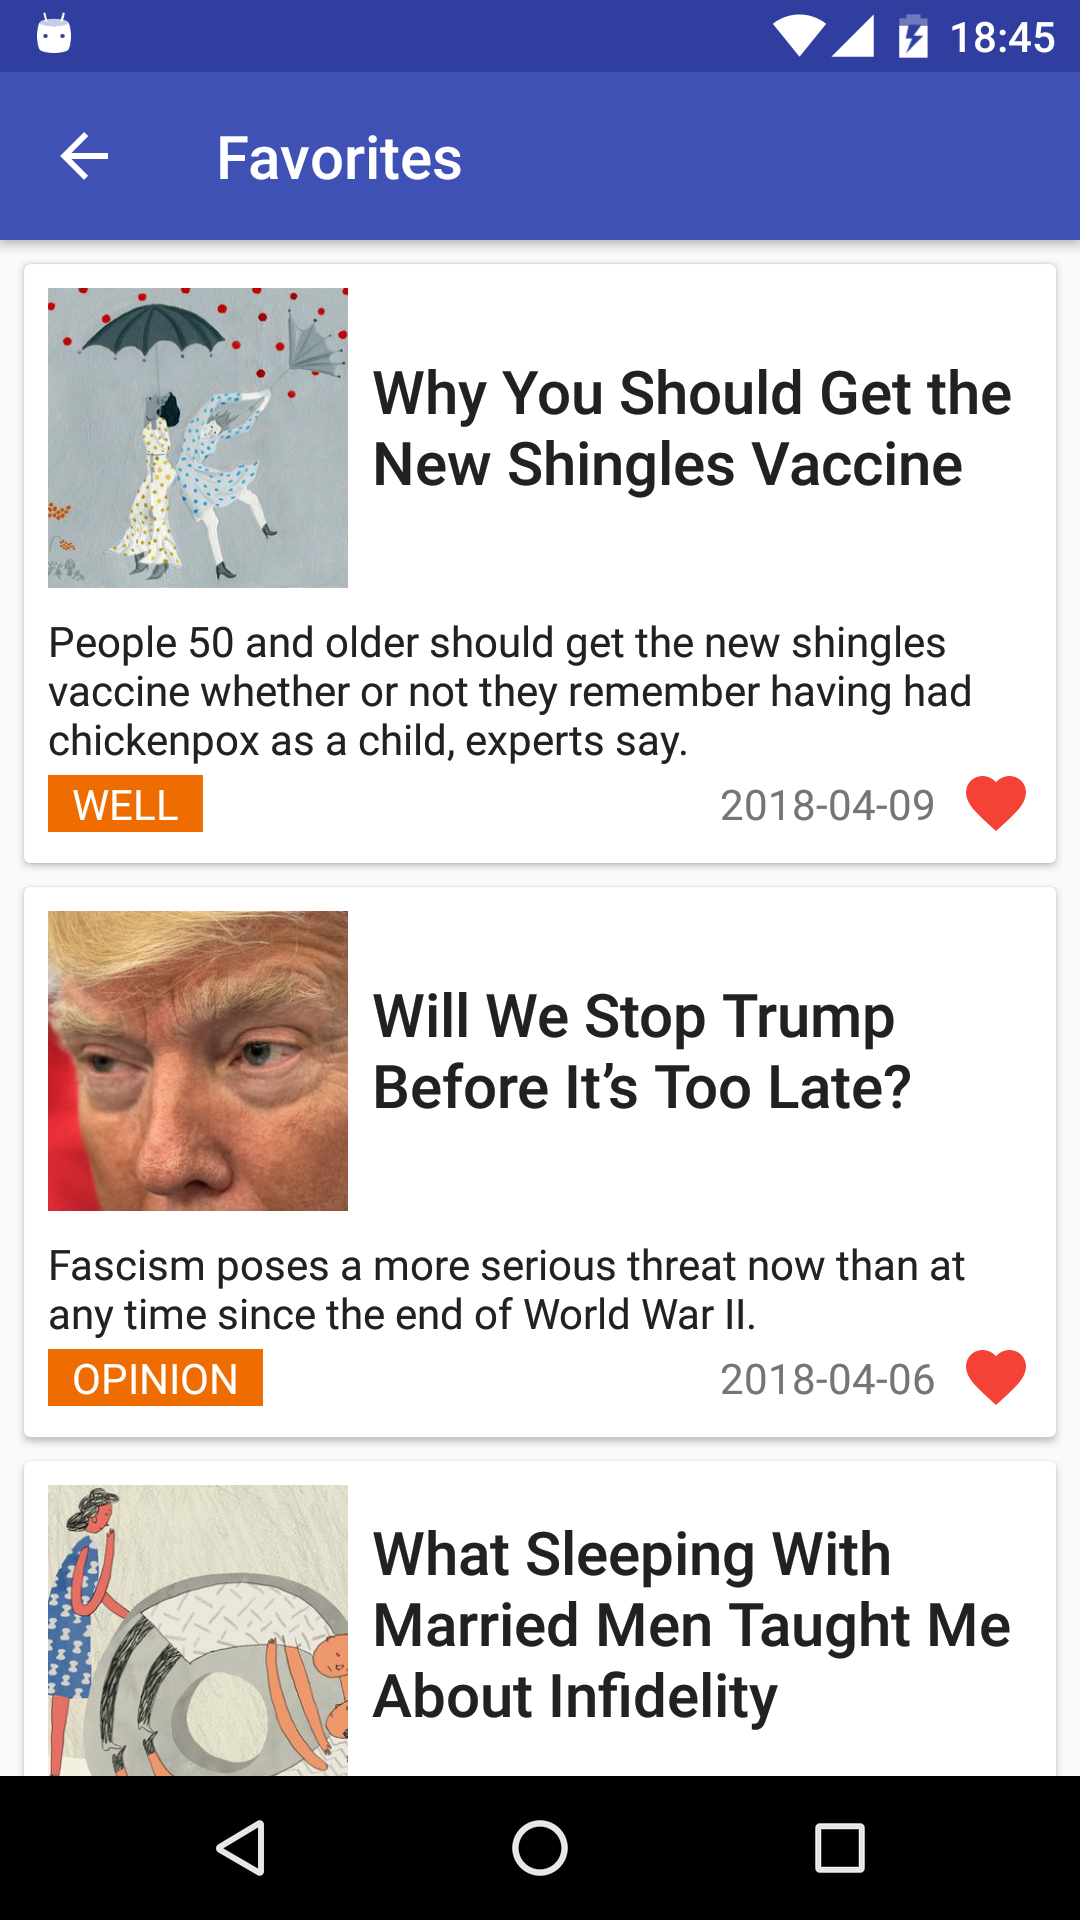 18:45
Favorites
Why You Should Get the
New Shingles Vaccine
People 50 and older should get the new shingles
vaccine whether or not they remember having had
chickenpox as a child, experts say.
WELL 2018-04-09
Will We Stop Trump
Before It’s Too Late?
Fascism poses a more serious threat now than at
any time since the end of World War II.
OPINION 2018-04-06
What Sleeping With
Married Men Taught Me
About Infidelity